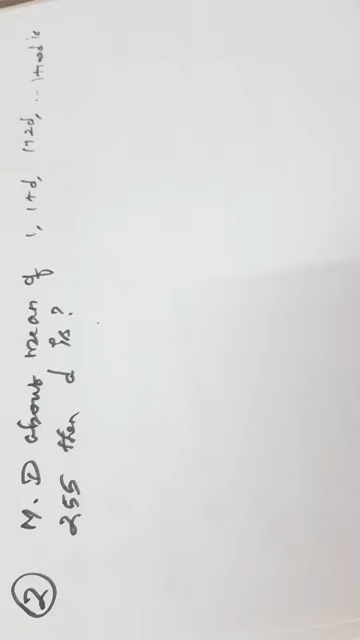 ② M.D about mean of 1, 1+d, 1+2d, ... 1+100d is
255 then d is?